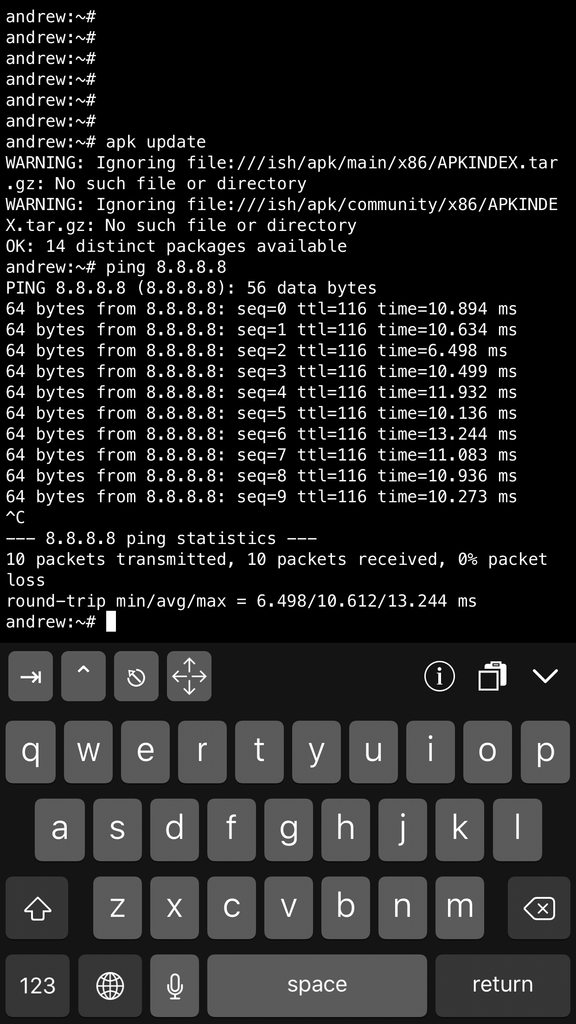 andrew:~#
andrew:~#
andrew:~#
andrew:~#
andrew:~#
andrew:~#
andrew:~# apk update
WARNING: Ignoring file:///ish/apk/main/x86/APKINDEX.tar
.gz: No such file or directory
WARNING: Ignoring file:///ish/apk/community/x86/APKINDE
X.tar.gz: No such file or directory
OK: 14 distinct packages available
andrew:~# ping 8.8.8.8
PING 8.8.8.8 (8.8.8.8): 56 data bytes
64 bytes from 8.8.8.8: seq=0 ttl=116 time=10.894 ms
64 bytes from 8.8.8.8: seq=1 ttl=116 time=10.634 ms
64 bytes from 8.8.8.8: seq=2 ttl=116 time=6.498 ms
64 bytes from 8.8.8.8: seq=3 ttl=116 time=10.499 ms
64 bytes from 8.8.8.8: seq=4 ttl=116 time=11.932 ms
64 bytes from 8.8.8.8: seq=5 ttl=116 time=10.136 ms
64 bytes from 8.8.8.8: seq=6 ttl=116 time=13.244 ms
64 bytes from 8.8.8.8: seq=7 ttl=116 time=11.083 ms
64 bytes from 8.8.8.8: seq=8 ttl=116 time=10.936 ms
64 bytes from 8.8.8.8: seq=9 ttl=116 time=10.273 ms
^C
--- 8.8.8.8 ping statistics ---
10 packets transmitted, 10 packets received, 0% packet
loss
round-trip min/avg/max = 6.498/10.612/13.244 ms
andrew:~#
q w e r t y u i o p
a s d f g h j k l
z x c v b n m
123 space return